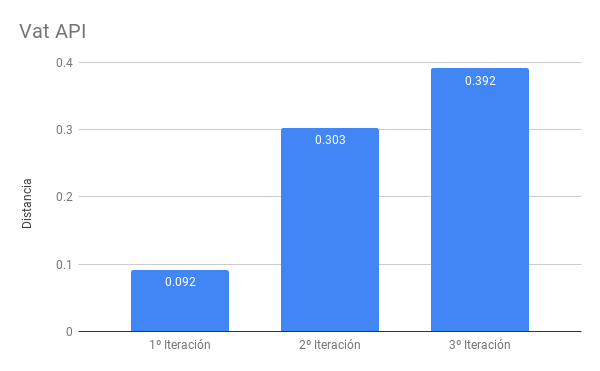 Vat API
0.4
0.3
0.2
0.1
0
Distancia
0.092
0.303
0.392
1º Iteración
2º Iteración
3º Iteración